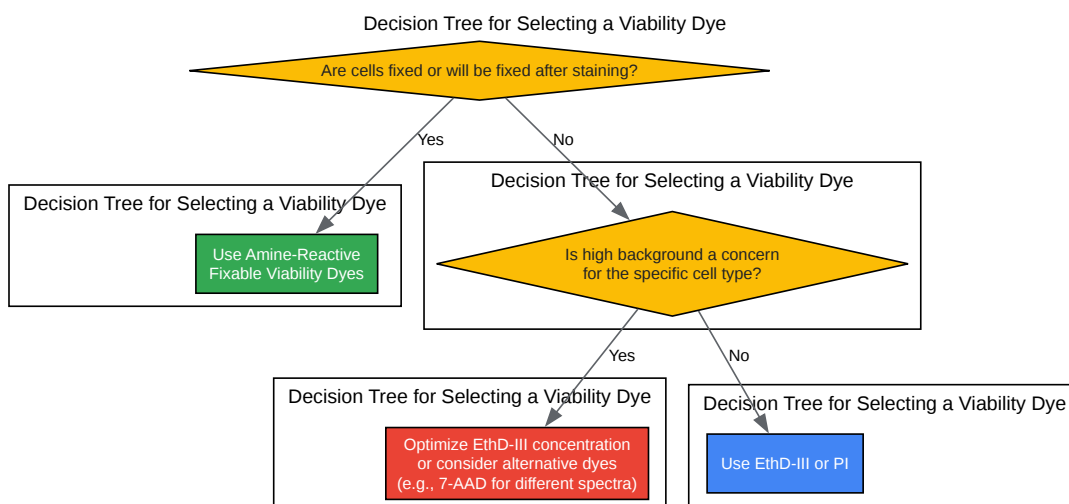 Decision Tree for Selecting a Viability Dye
Are cells fixed or will be fixed after staining?
Yes
No
Decision Tree for Selecting a Viability Dye
Use Amine-Reactive
Fixable Viability Dyes
Decision Tree for Selecting a Viability Dye
Is high background a concern
for the specific cell type?
Yes
No
Decision Tree for Selecting a Viability Dye
Optimize EthD-III concentration
or consider alternative dyes
(e.g., 7-AAD for different spectra)
Decision Tree for Selecting a Viability Dye
Use EthD-III or PI